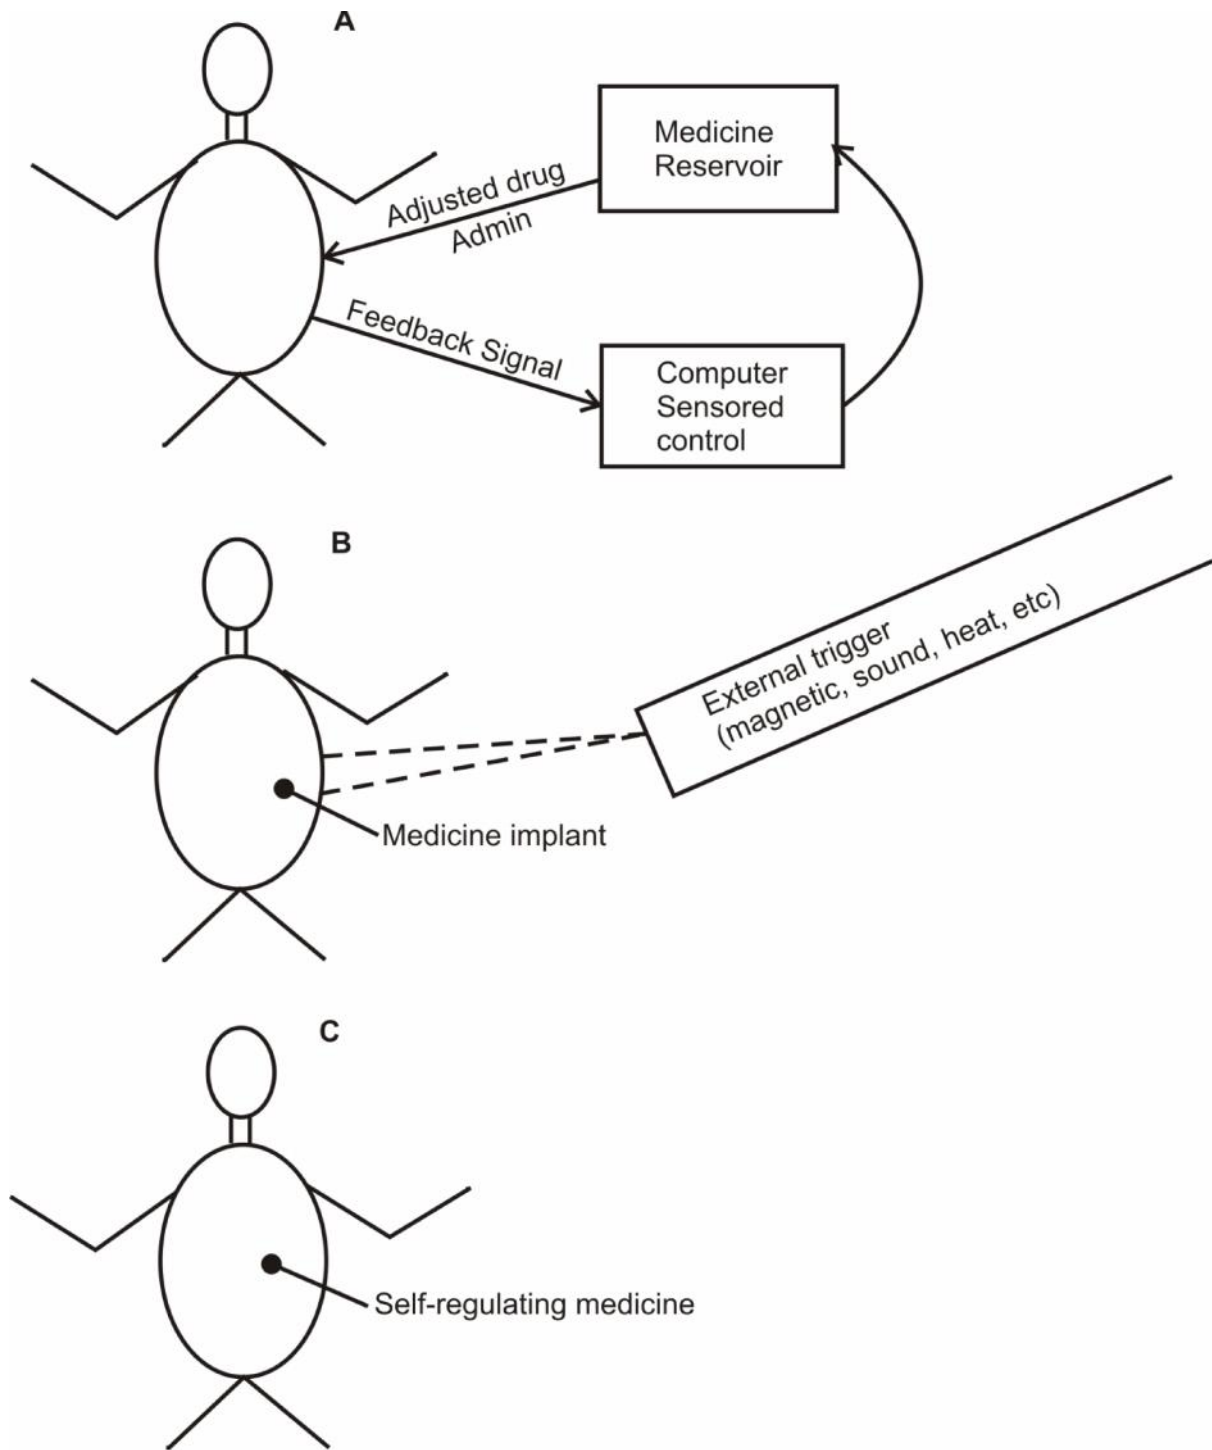 A
Medicine
Reservoir
Adjusted drug
Admin
Feedback Signal
Computer
Sensored
control
B
External trigger
(magnetic, sound, heat, etc)
Medicine implant
C
Self-regulating medicine